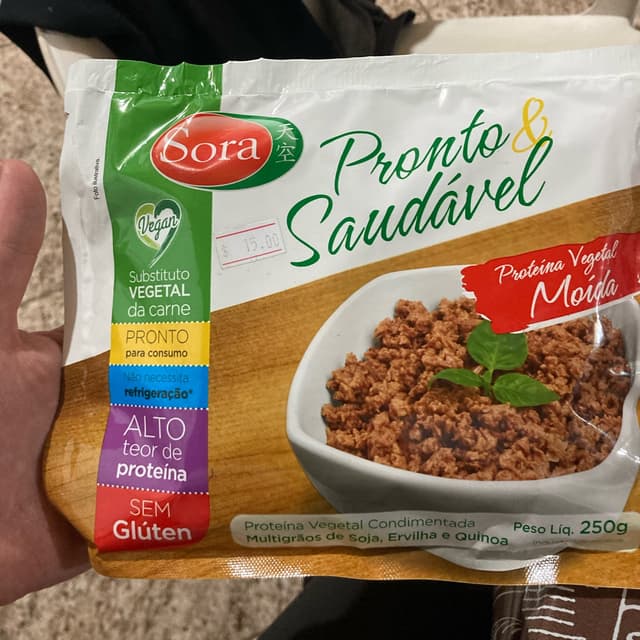 Sora
天
空
Pronto &
Saudável
Foto Ilustrativa
Vegan
$ 15.00
Substituto
VEGETAL
da carne
PRONTO
para consumo
Não necessita
refrigeração*
ALTO
teor de
proteína
SEM
Glúten
Proteína Vegetal
Moída
Proteína Vegetal Condimentada
Multigrãos de Soja, Ervilha e Quinoa
Peso Líq. 250g